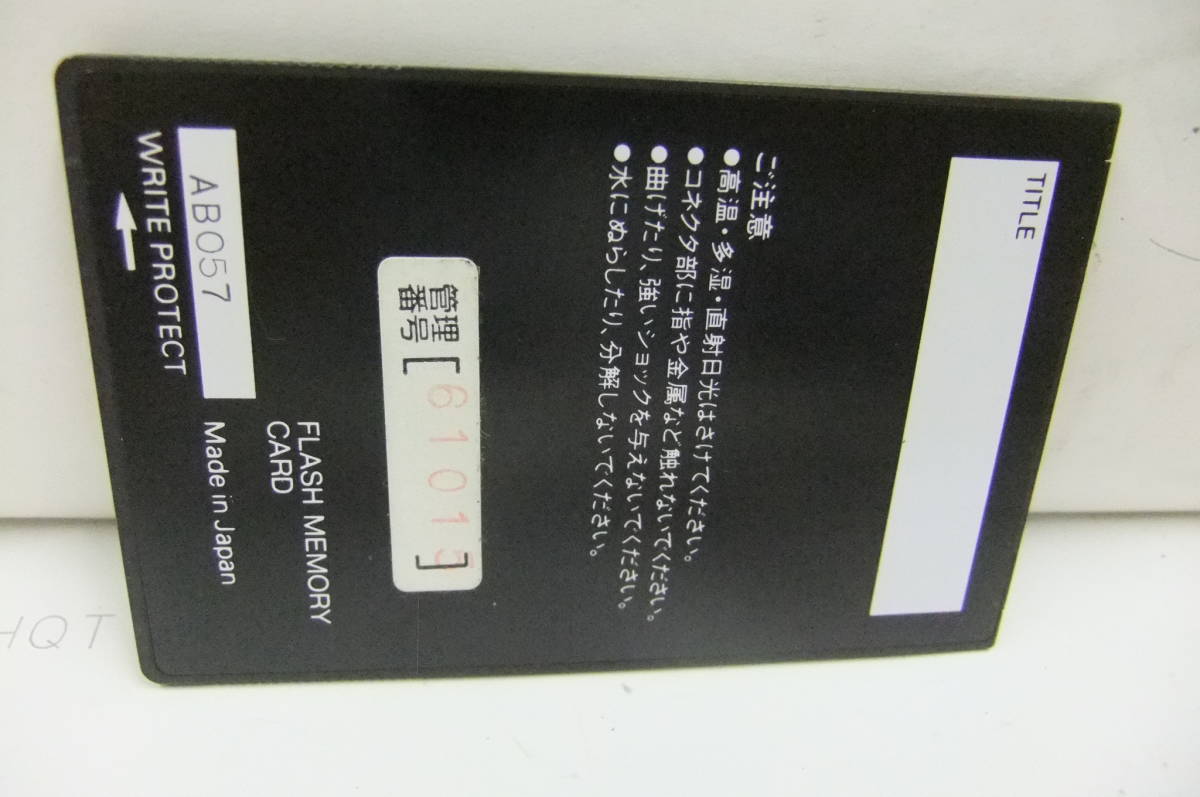 TITLE
ご注意
●高温・多湿・直射日光はさけてください。
●コネクタ部に指や金属など触れないでください。
●曲げたり、強いショックを与えないでください。
●水にぬらしたり、分解しないでください。
管理
番号[61015]
FLASH MEMORY
CARD
Made in Japan
AB057
WRITE PROTECT
HQT